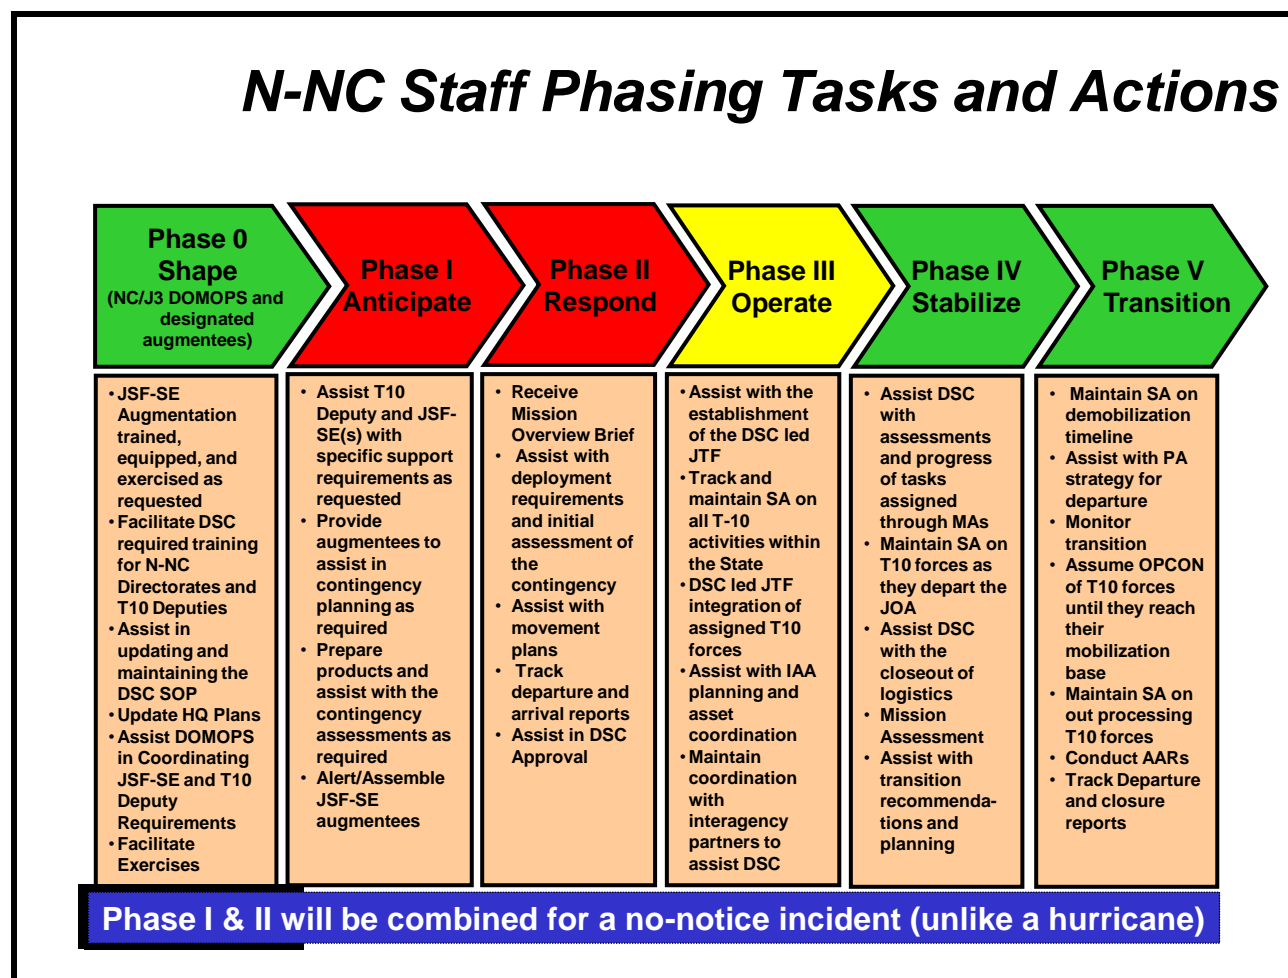 N-NC Staff Phasing Tasks and Actions
Phase 0
Shape
(NC/J3 DOMOPS and
designated
augmentees)
Phase I
Anticipate
Phase II
Respond
Phase III
Operate
Phase IV
Stabilize
Phase V
Transition
•JSF-SE
Augmentation
trained,
equipped, and
exercised as
requested
•Facilitate DSC
required training
for N-NC
Directorates and
T10 Deputies
•Assist in
updating and
maintaining the
DSC SOP
•Update HQ Plans
•Assist DOMOPS
in Coordinating
JSF-SE and T10
Deputy
Requirements
•Facilitate
Exercises
• Assist T10
Deputy and JSF-
SE(s) with
specific support
requirements as
requested
• Provide
augmentees to
assist in
contingency
planning as
required
• Prepare
products and
assist with the
contingency
assessments as
required
• Alert/Assemble
JSF-SE
augmentees
• Receive
Mission
Overview Brief
• Assist with
deployment
requirements
and initial
assessment of
the
contingency
• Assist with
movement
plans
• Track
departure and
arrival reports
• Assist in DSC
Approval
•Assist with the
establishment
of the DSC led
JTF
•Track and
maintain SA on
all T-10
activities within
the State
•DSC led JTF
integration of
assigned T10
forces
•Assist with IAA
planning and
asset
coordination
•Maintain
coordination
with
interagency
partners to
assist DSC
• Assist DSC
with
assessments
and progress
of tasks
assigned
through MAs
• Maintain SA on
T10 forces as
they depart the
JOA
• Assist DSC
with the
closeout of
logistics
• Mission
Assessment
• Assist with
transition
recommenda-
tions and
planning
• Maintain SA on
demobilization
timeline
• Assist with PA
strategy for
departure
• Monitor
transition
• Assume OPCON
of T10 forces
until they reach
their
mobilization
base
• Maintain SA on
out processing
T10 forces
• Conduct AARs
• Track Departure
and closure
reports
Phase I & II will be combined for a no-notice incident (unlike a hurricane)